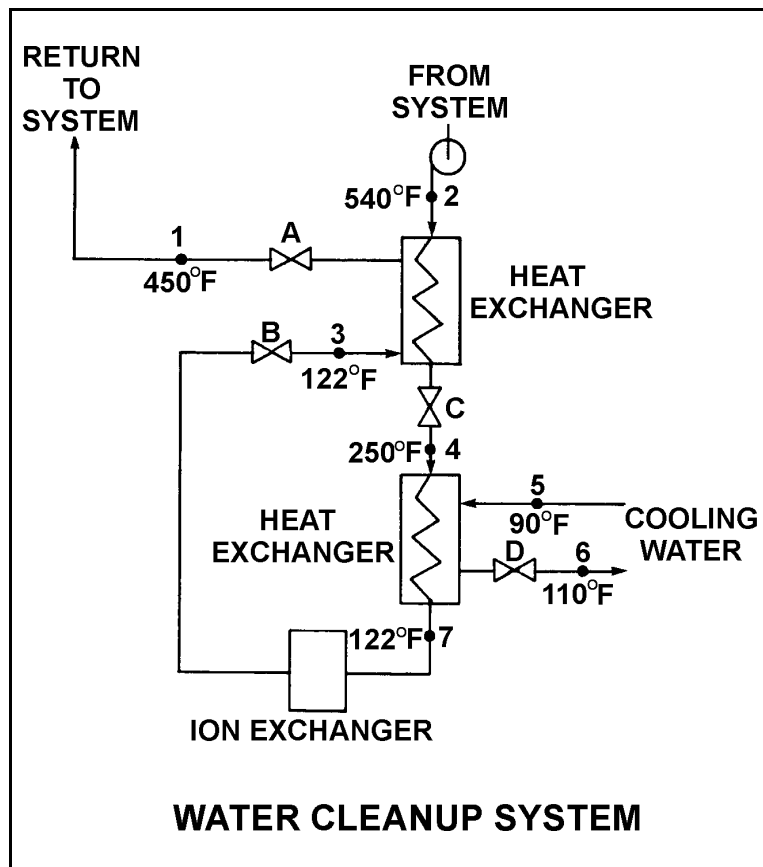 RETURN
TO
SYSTEM
FROM
SYSTEM
540°F 2
1
A
450°F
HEAT
EXCHANGER
B
3
122°F
C
250°F 4
HEAT
EXCHANGER
5
90°F
COOLING
WATER
D
6
110°F
122°F 7
ION EXCHANGER
WATER CLEANUP SYSTEM